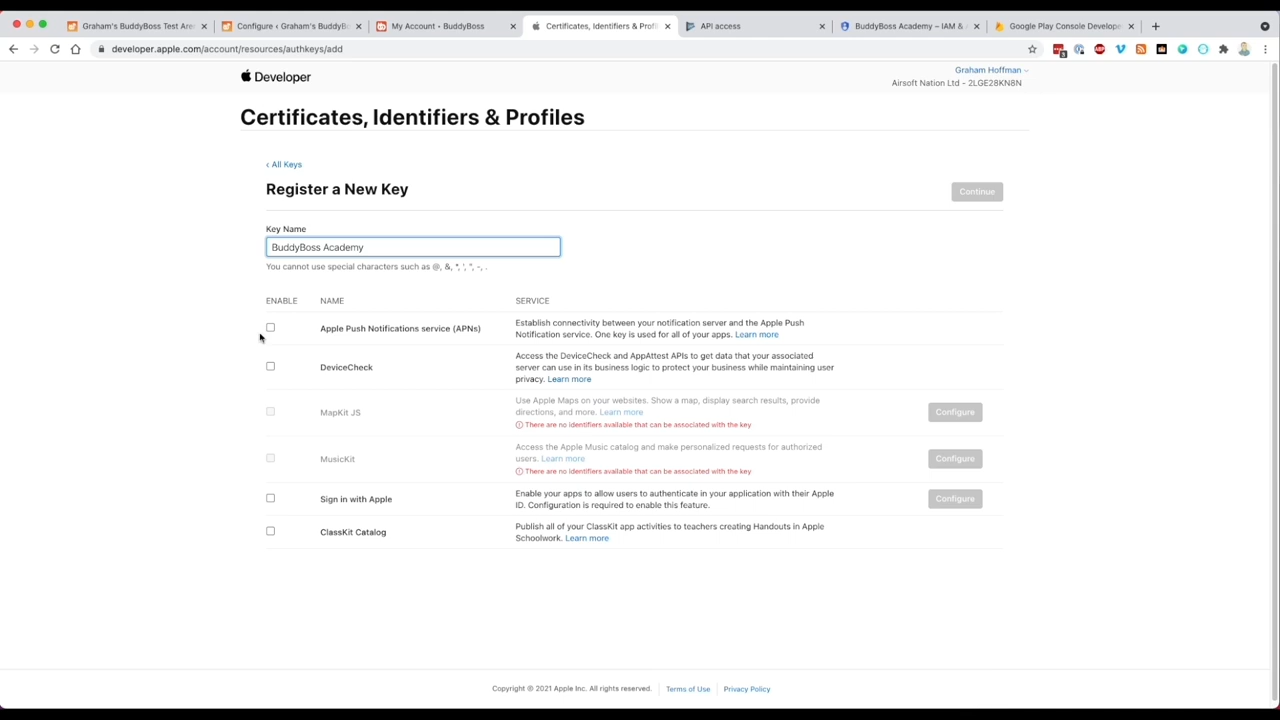 Graham's BuddyBoss Test Are
Configure ‹ Graham's BuddyBo
My Account - BuddyBoss
Certificates, Identifiers & Profi
API access
BuddyBoss Academy – IAM & A
Google Play Console Develope
developer.apple.com/account/resources/authkeys/add
Developer
Graham Hoffman
Airsoft Nation Ltd - 2LGE28KN8N
Certificates, Identifiers & Profiles
‹ All Keys
Register a New Key
Continue
Key Name
BuddyBoss Academy
You cannot use special characters such as @, &, *, ', ", -, .
ENABLE NAME SERVICE
Apple Push Notifications service (APNs)
Establish connectivity between your notification server and the Apple Push
Notification service. One key is used for all of your apps. Learn more
DeviceCheck
Access the DeviceCheck and AppAttest APIs to get data that your associated
server can use in its business logic to protect your business while maintaining user
privacy. Learn more
MapKit JS
Use Apple Maps on your websites. Show a map, display search results, provide
directions, and more. Learn more
There are no identifiers available that can be associated with the key
Configure
MusicKit
Access the Apple Music catalog and make personalized requests for authorized
users. Learn more
There are no identifiers available that can be associated with the key
Configure
Sign in with Apple
Enable your apps to allow users to authenticate in your application with their Apple
ID. Configuration is required to enable this feature.
Configure
ClassKit Catalog
Publish all of your ClassKit app activities to teachers creating Handouts in Apple
Schoolwork. Learn more
Copyright © 2021 Apple Inc. All rights reserved. Terms of Use Privacy Policy